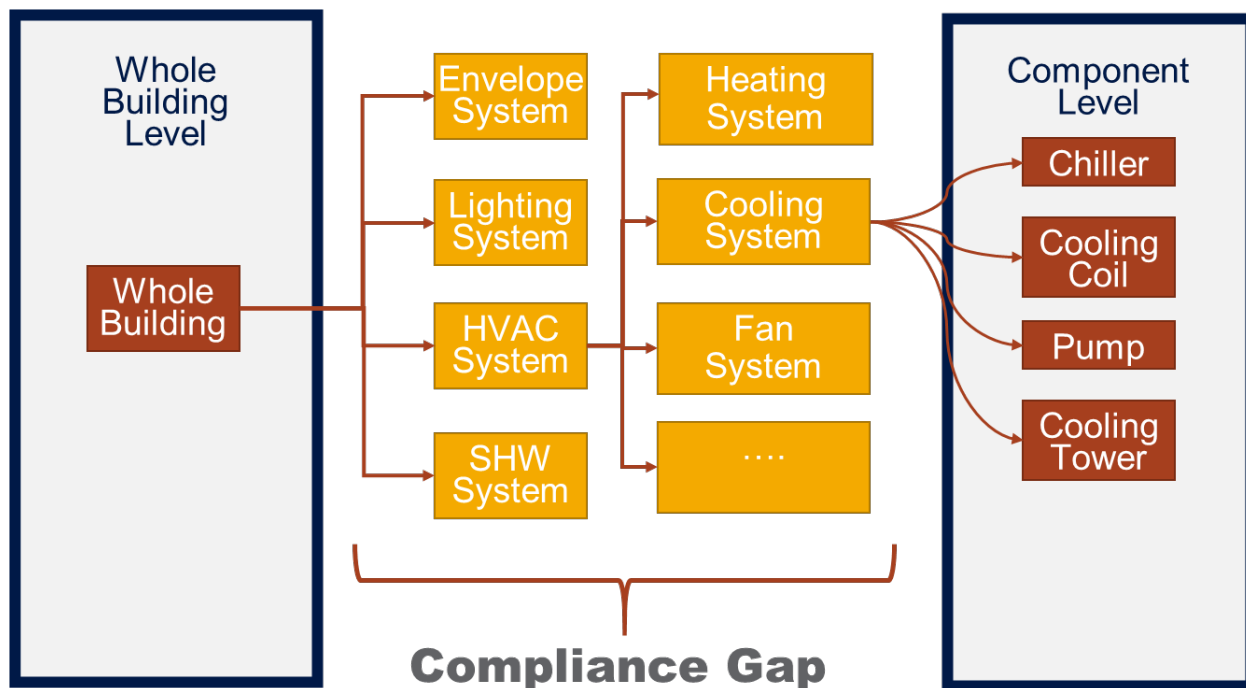 Whole
Building
Level
Whole
Building
Envelope
System
Lighting
System
HVAC
System
SHW
System
Heating
System
Cooling
System
Fan
System
....
Component
Level
Chiller
Cooling
Coil
Pump
Cooling
Tower
Compliance Gap